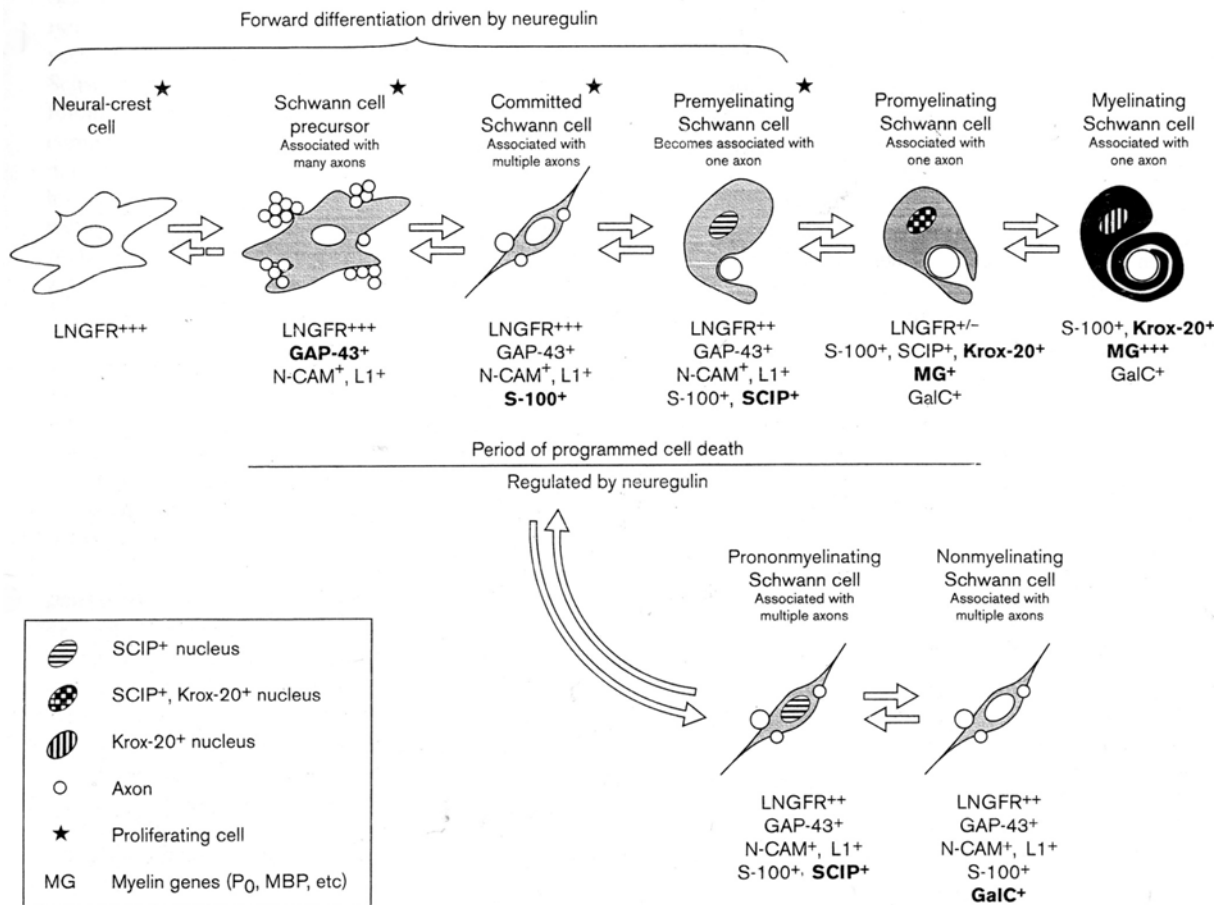 Forward differentiation driven by neuregulin
Neural-crest
cell
★
Schwann cell
precursor
Associated with
many axons
★
Committed
Schwann cell
Associated with
multiple axons
★
Premyelinating
Schwann cell
Becomes associated with
one axon
★
Promyelinating
Schwann cell
Associated with
one axon
Myelinating
Schwann cell
Associated with
one axon
LNGFR+++
LNGFR+++
GAP-43+
N-CAM+, L1+
LNGFR+++
GAP-43+
N-CAM+, L1+
S-100+
LNGFR++
GAP-43+
N-CAM+, L1+
S-100+, SCIP+
LNGFR+/−
S-100+, SCIP+, Krox-20+
MG+
GalC+
S-100+, Krox-20+
MG+++
GalC+
Period of programmed cell death
Regulated by neuregulin
Prononmyelinating
Schwann cell
Associated with
multiple axons
Nonmyelinating
Schwann cell
Associated with
multiple axons
LNGFR++
GAP-43+
N-CAM+, L1+
S-100+, SCIP+
LNGFR++
GAP-43+
N-CAM+, L1+
S-100+
GalC+
SCIP+ nucleus
SCIP+, Krox-20+ nucleus
Krox-20+ nucleus
Axon
★ Proliferating cell
MG Myelin genes (P0, MBP, etc)